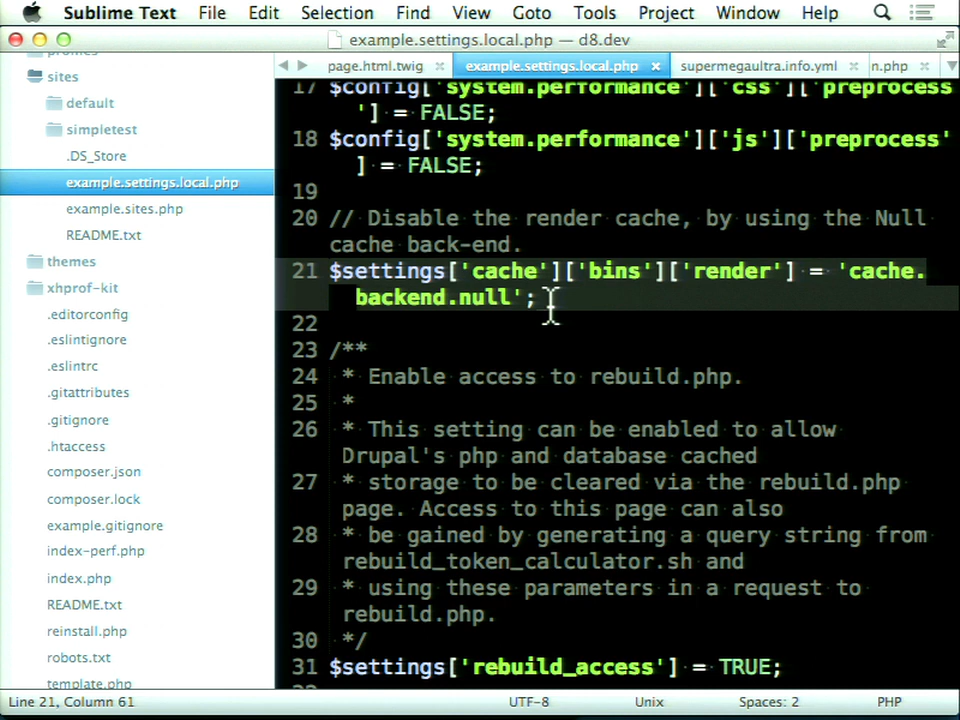 Sublime Text File Edit Selection Find View Goto Tools Project Window Help
example.settings.local.php — d8.dev
profiles
sites
default
simpletest
.DS_Store
example.settings.local.php
example.sites.php
README.txt
themes
xhprof-kit
.editorconfig
.eslintignore
.eslintrc
.gitattributes
.gitignore
.htaccess
composer.json
composer.lock
example.gitignore
index-perf.php
index.php
README.txt
reinstall.php
robots.txt
template.php
page.html.twig × example.settings.local.php × supermegaultra.info.yml × n.php ×
17 $config['system.performance']['css']['preprocess
'] = FALSE;
18 $config['system.performance']['js']['preprocess'
] = FALSE;
19
20 // Disable the render cache, by using the Null
cache back-end.
21 $settings['cache']['bins']['render'] = 'cache.
backend.null';
22
23 /**
24 * Enable access to rebuild.php.
25 *
26 * This setting can be enabled to allow
Drupal's php and database cached
27 * storage to be cleared via the rebuild.php
page. Access to this page can also
28 * be gained by generating a query string from
rebuild_token_calculator.sh and
29 * using these parameters in a request to
rebuild.php.
30 */
31 $settings['rebuild_access'] = TRUE;
Line 21, Column 61 UTF-8 Unix Spaces: 2 PHP